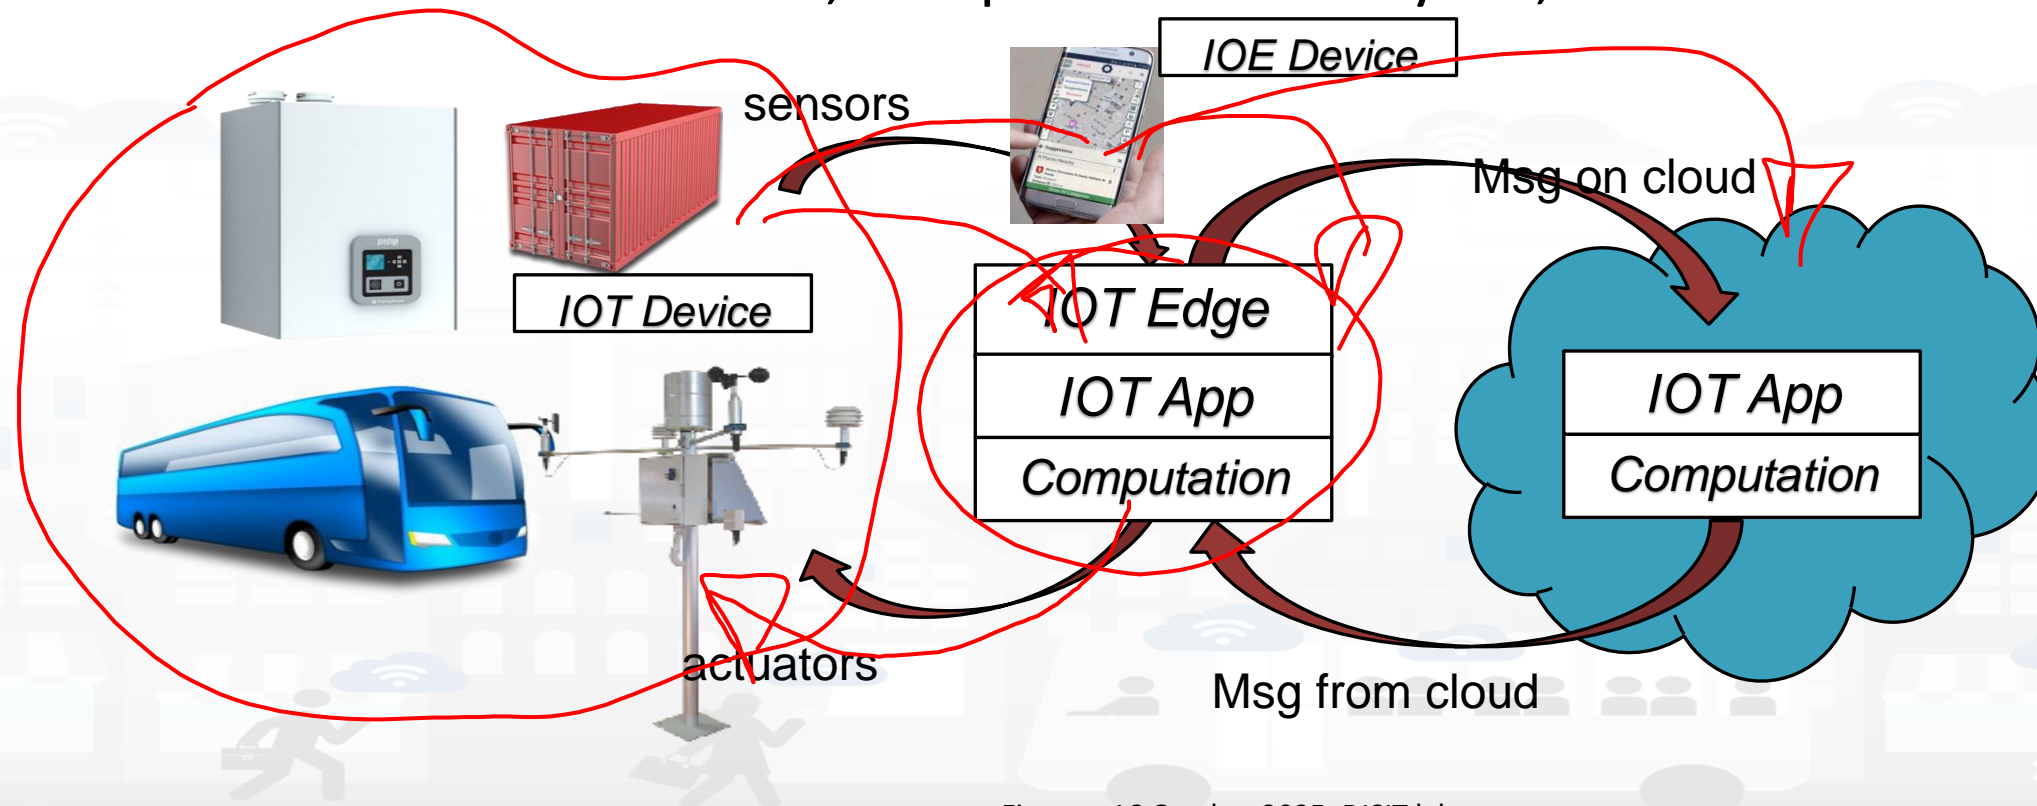 IOE Device
sensors
Msg on cloud
IOT Device
IOT Edge
IOT App
Computation
IOT App
Computation
actuators
Msg from cloud